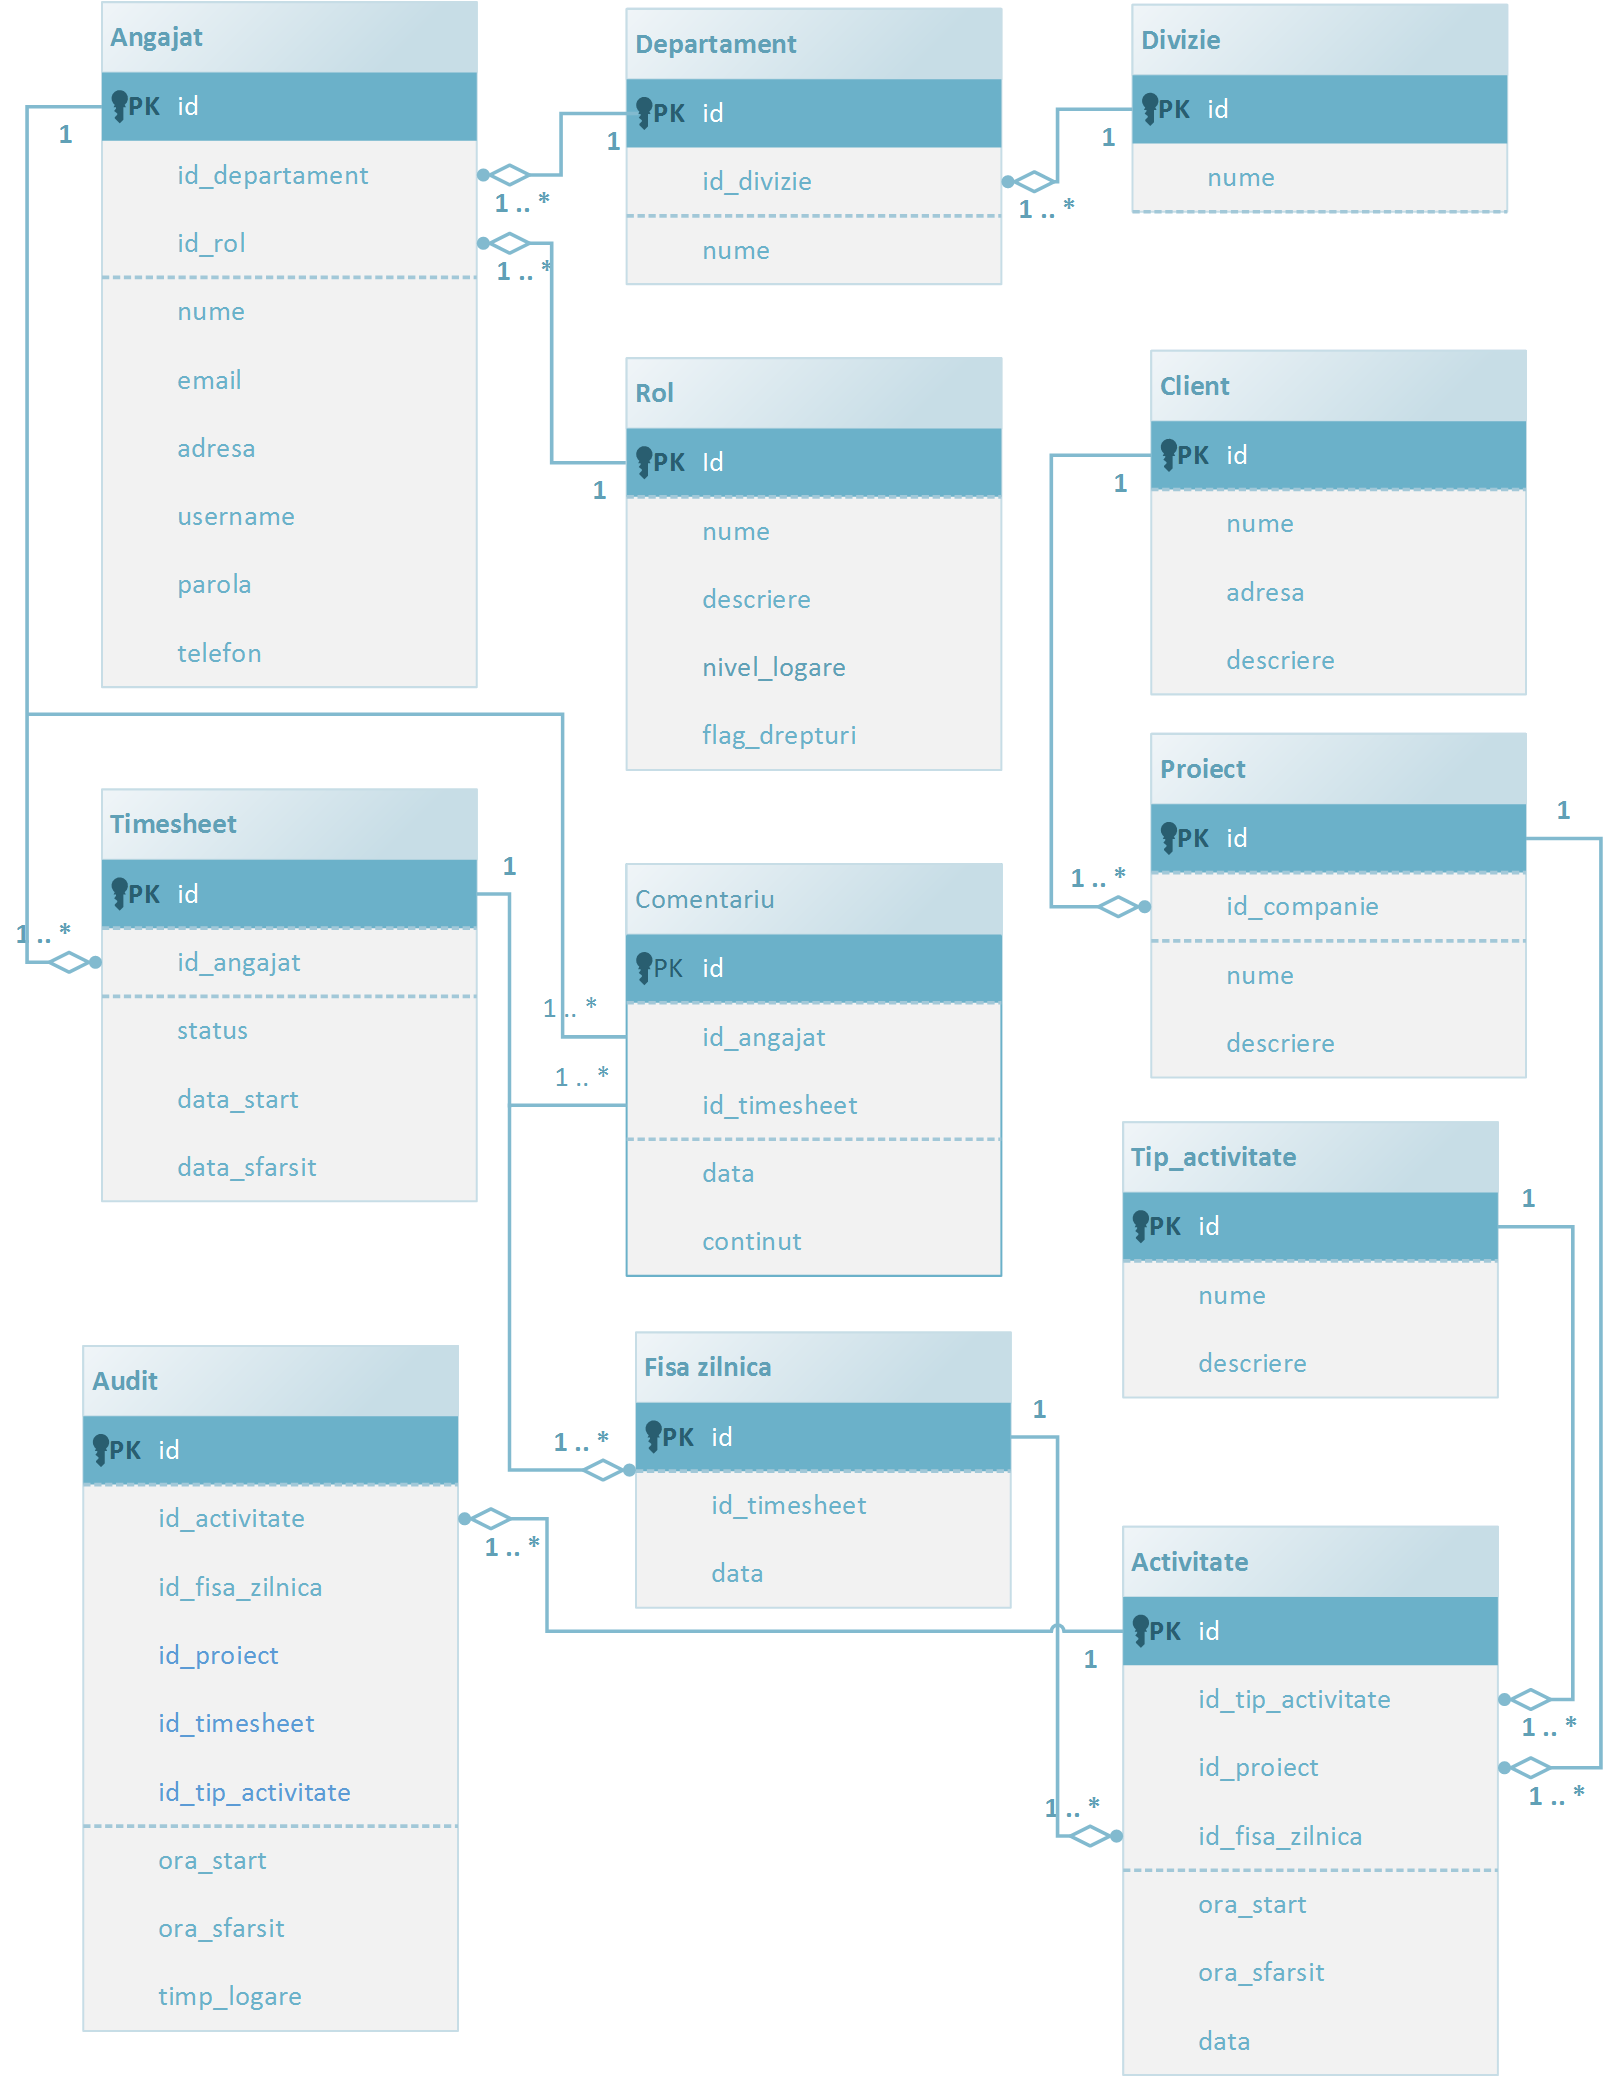 Angajat
PK id
id_departament
id_rol
nume
email
adresa
username
parola
telefon
1
1 .. *
1 .. *
Departament
PK id
id_divizie
nume
1
1 .. *
Divizie
PK id
nume
1
Rol
PK Id
nume
descriere
nivel_logare
flag_drepturi
1
Client
PK id
nume
adresa
descriere
1
Proiect
PK id
id_companie
nume
descriere
1
1 .. *
Timesheet
PK id
id_angajat
status
data_start
data_sfarsit
1
1 .. *
Comentariu
PK id
id_angajat
id_timesheet
data
continut
1 .. *
1 .. *
Tip_activitate
PK id
nume
descriere
1
Audit
PK id
id_activitate
id_fisa_zilnica
id_proiect
id_timesheet
id_tip_activitate
ora_start
ora_sfarsit
timp_logare
1 .. *
Fisa zilnica
PK id
id_timesheet
data
1
1 .. *
Activitate
PK id
id_tip_activitate
id_proiect
id_fisa_zilnica
ora_start
ora_sfarsit
data
1
1 .. *
1 .. *
1 .. *